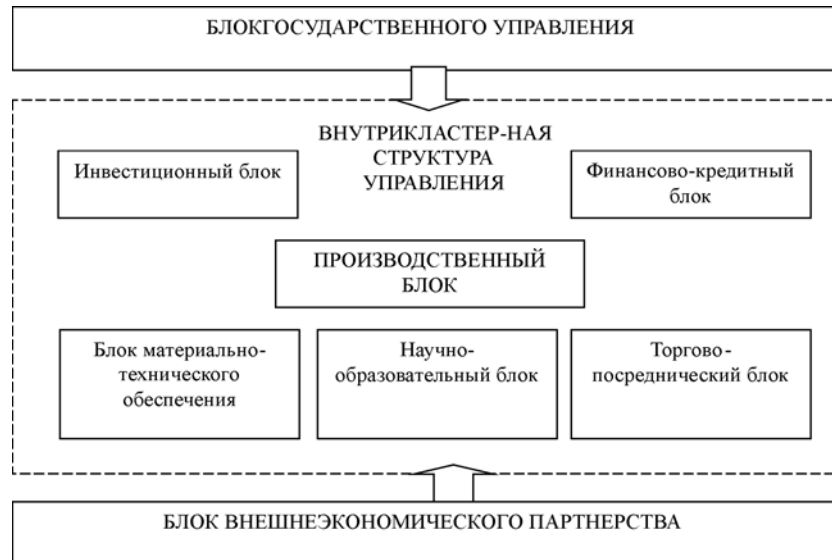 БЛОКГОСУДАРСТВЕННОГО УПРАВЛЕНИЯ
ВНУТРИКЛАСТЕР-НАЯ
СТРУКТУРА
УПРАВЛЕНИЯ
Инвестиционный блок
Финансово-кредитный
блок
ПРОИЗВОДСТВЕННЫЙ
БЛОК
Блок материально-
технического
обеспечения
Научно-
образовательный блок
Торгово-
посреднический блок
БЛОК ВНЕШНЕЭКОНОМИЧЕСКОГО ПАРТНЕРСТВА